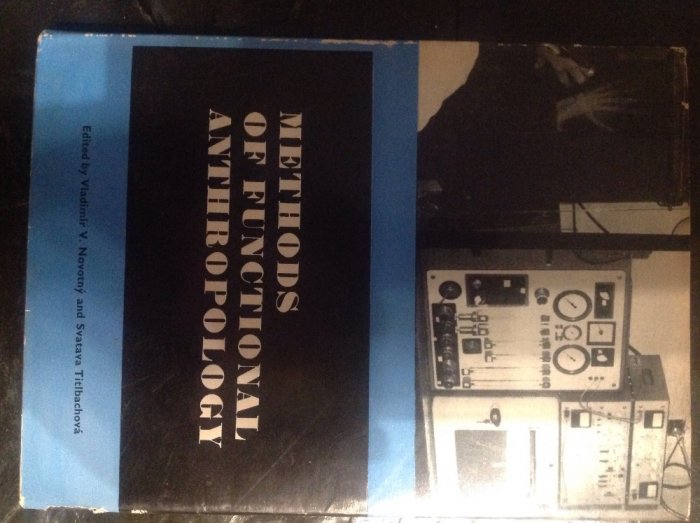 METHODS
OF FUNCTIONAL
ANTHROPOLOGY
Edited by Vladimír V. Novotný and Svatava Titlbachová